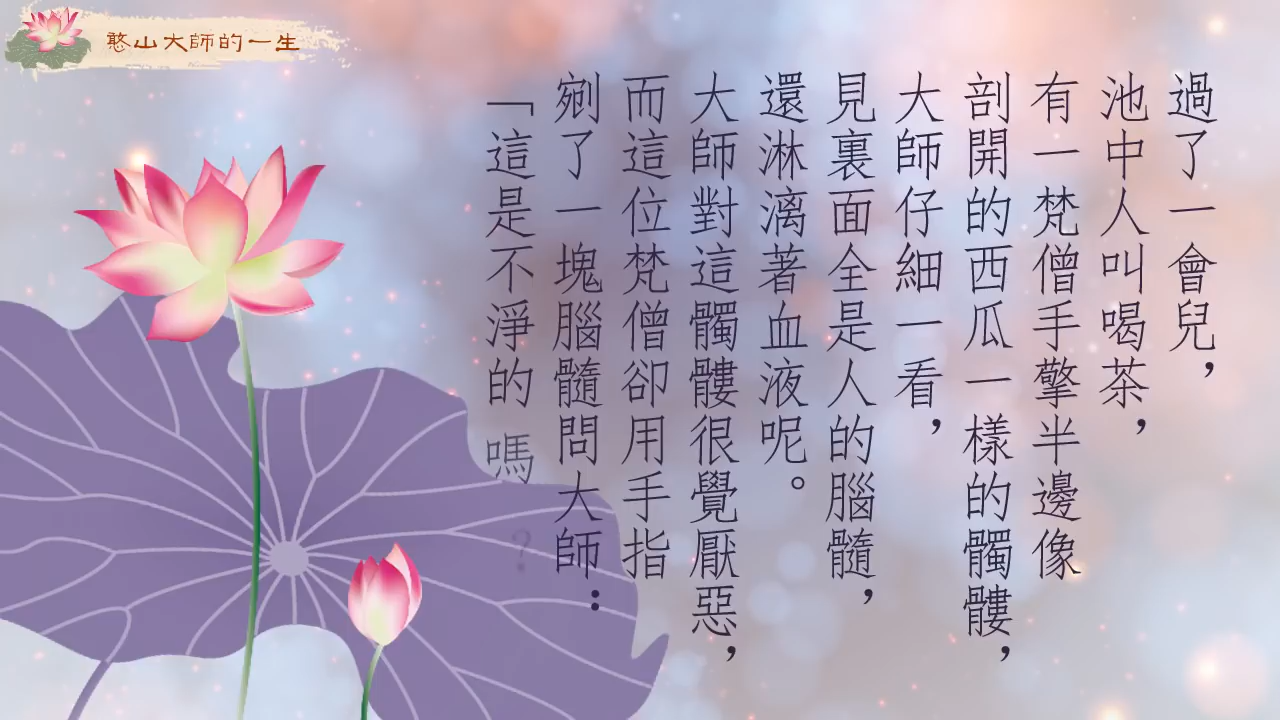 憨山大師的一生
過了一會兒，
池中人叫喝茶，
有一梵僧手擎半邊像
剖開的西瓜一樣的髑髏，
大師仔細一看，
見裏面全是人的腦髓，
還淋漓著血液呢。
大師對這髑髏很覺厭惡，
而這位梵僧卻用手指
剜了一塊腦髓問大師：
「這是不淨的嗎？